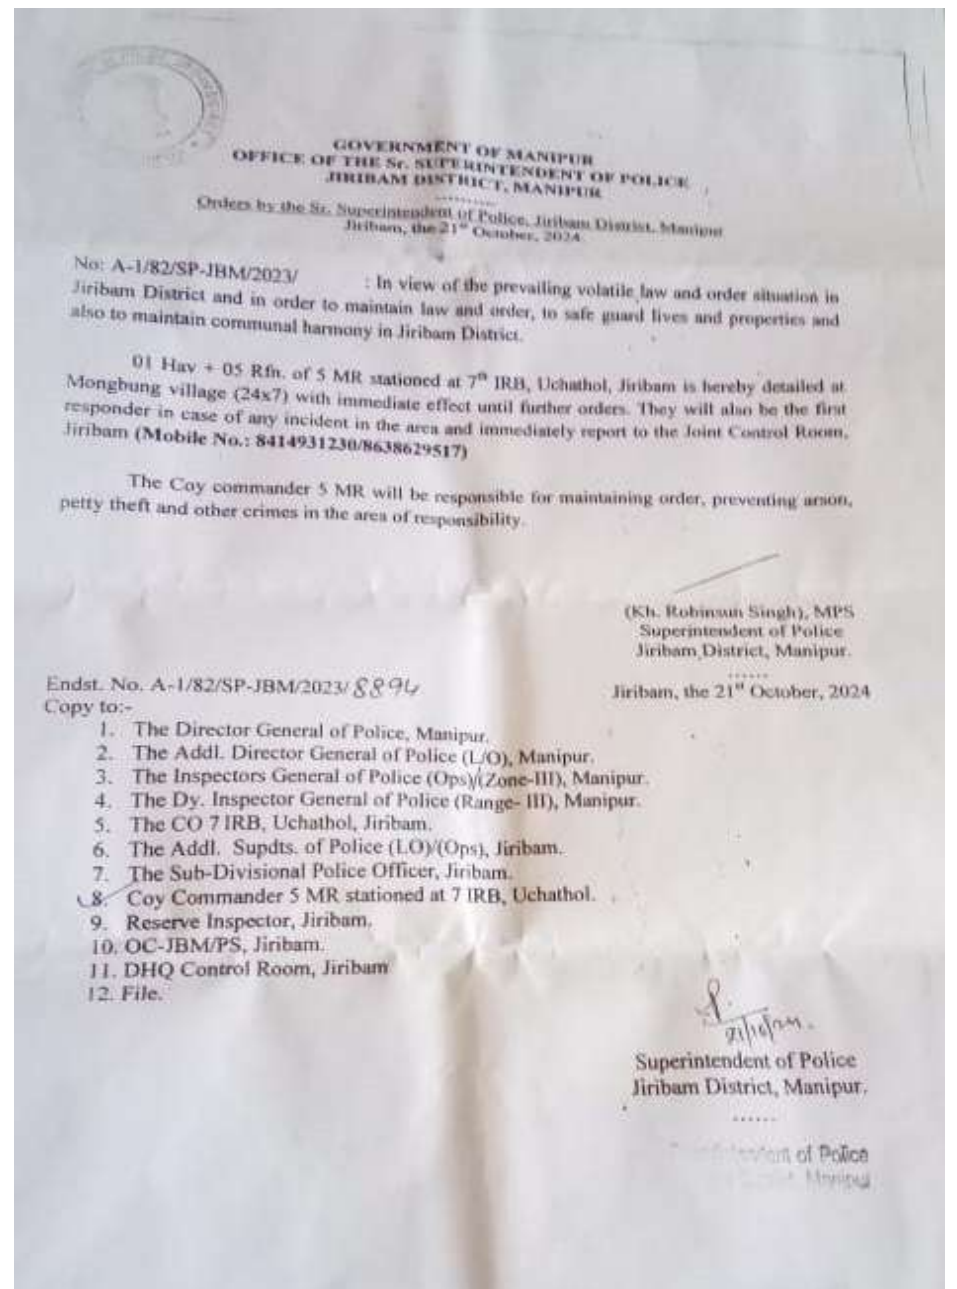 GOVERNMENT OF MANIPUR
OFFICE OF THE Sr. SUPERINTENDENT OF POLICE
JIRIBAM DISTRICT, MANIPUR
..........
Orders by the Sr. Superintendent of Police, Jiribam District, Manipur
Jiribam, the 21st October, 2024
No: A-1/82/SP-JBM/2023/ : In view of the prevailing volatile law and order situation in
Jiribam District and in order to maintain law and order, to safe guard lives and properties and
also to maintain communal harmony in Jiribam District.
01 Hav + 05 Rfn. of 5 MR stationed at 7th IRB, Uchathol, Jiribam is hereby detailed at
Mongbung village (24x7) with immediate effect until further orders. They will also be the first
responder in case of any incident in the area and immediately report to the Joint Control Room,
Jiribam (Mobile No.: 8414931230/8638629517)
The Coy commander 5 MR will be responsible for maintaining order, preventing arson,
petty theft and other crimes in the area of responsibility.
(Kh. Robinsun Singh), MPS
Superintendent of Police
Jiribam District, Manipur.
......
Endst. No. A-1/82/SP-JBM/2023/8894
Jiribam, the 21st October, 2024
Copy to:-
1. The Director General of Police, Manipur.
2. The Addl. Director General of Police (L/O), Manipur.
3. The Inspectors General of Police (Ops)/(Zone-III), Manipur.
4. The Dy. Inspector General of Police (Range- III), Manipur.
5. The CO 7 IRB, Uchathol, Jiribam.
6. The Addl. Supdts. of Police (LO)/(Ops), Jiribam.
7. The Sub-Divisional Police Officer, Jiribam.
8. Coy Commander 5 MR stationed at 7 IRB, Uchathol.
9. Reserve Inspector, Jiribam.
10. OC-JBM/PS, Jiribam.
11. DHQ Control Room, Jiribam
12. File.
21/10/24.
Superintendent of Police
Jiribam District, Manipur.
......
of Police
Manipur